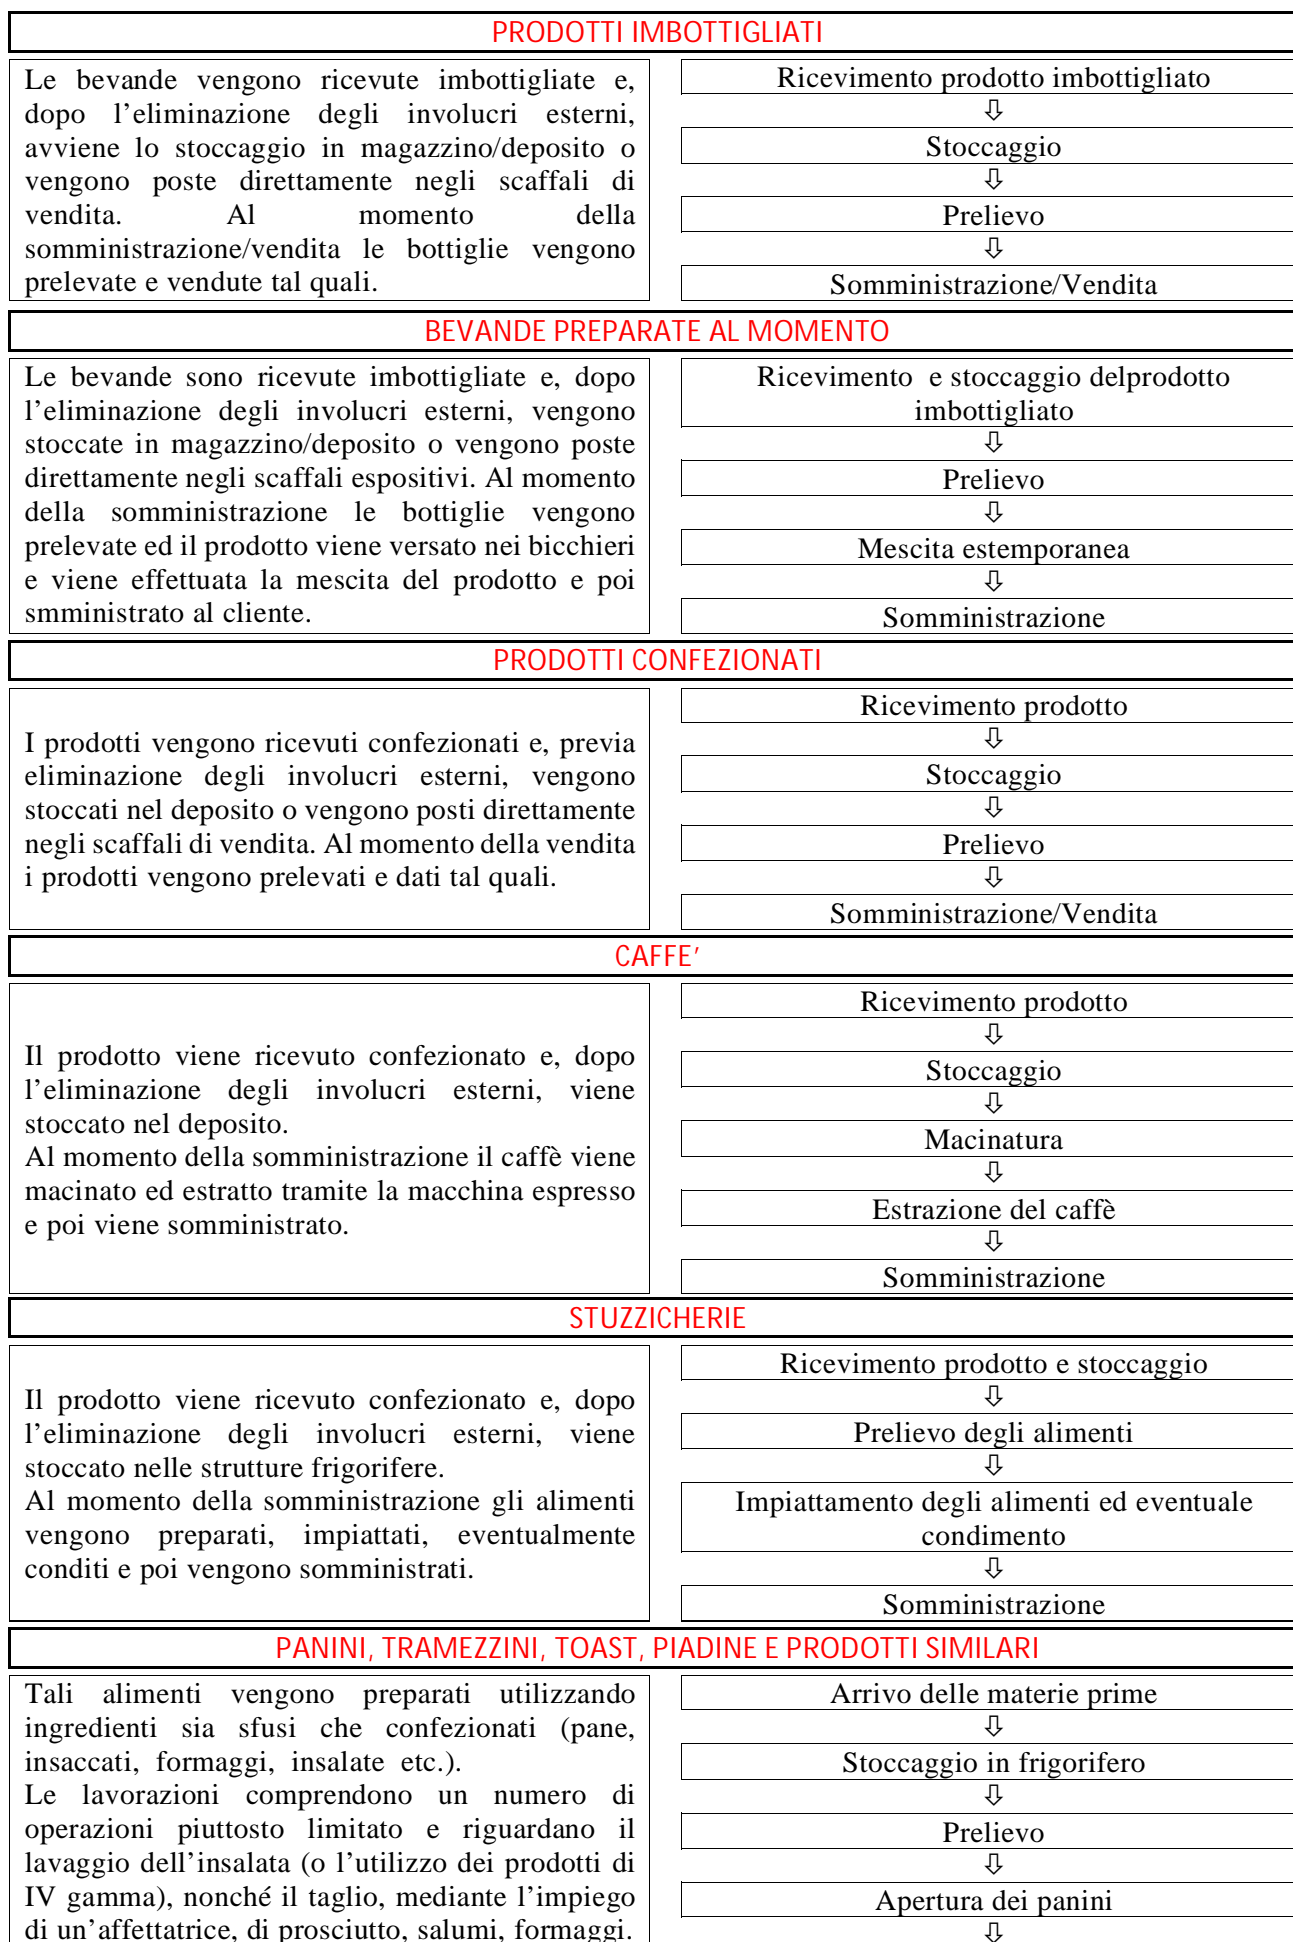 PRODOTTI IMBOTTIGLIATI
Le bevande vengono ricevute imbottigliate e,
dopo l’eliminazione degli involucri esterni,
avviene lo stoccaggio in magazzino/deposito o
vengono poste direttamente negli scaffali di
vendita. Al momento della
somministrazione/vendita le bottiglie vengono
prelevate e vendute tal quali.
Ricevimento prodotto imbottigliato
⇩
Stoccaggio
⇩
Prelievo
⇩
Somministrazione/Vendita
BEVANDE PREPARATE AL MOMENTO
Le bevande sono ricevute imbottigliate e, dopo
l’eliminazione degli involucri esterni, vengono
stoccate in magazzino/deposito o vengono poste
direttamente negli scaffali espositivi. Al momento
della somministrazione le bottiglie vengono
prelevate ed il prodotto viene versato nei bicchieri
e viene effettuata la mescita del prodotto e poi
smministrato al cliente.
Ricevimento e stoccaggio delprodotto
imbottigliato
⇩
Prelievo
⇩
Mescita estemporanea
⇩
Somministrazione
PRODOTTI CONFEZIONATI
I prodotti vengono ricevuti confezionati e, previa
eliminazione degli involucri esterni, vengono
stoccati nel deposito o vengono posti direttamente
negli scaffali di vendita. Al momento della vendita
i prodotti vengono prelevati e dati tal quali.
Ricevimento prodotto
⇩
Stoccaggio
⇩
Prelievo
⇩
Somministrazione/Vendita
CAFFE’
Il prodotto viene ricevuto confezionato e, dopo
l’eliminazione degli involucri esterni, viene
stoccato nel deposito.
Al momento della somministrazione il caffè viene
macinato ed estratto tramite la macchina espresso
e poi viene somministrato.
Ricevimento prodotto
⇩
Stoccaggio
⇩
Macinatura
⇩
Estrazione del caffè
⇩
Somministrazione
STUZZICHERIE
Il prodotto viene ricevuto confezionato e, dopo
l’eliminazione degli involucri esterni, viene
stoccato nelle strutture frigorifere.
Al momento della somministrazione gli alimenti
vengono preparati, impiattati, eventualmente
conditi e poi vengono somministrati.
Ricevimento prodotto e stoccaggio
⇩
Prelievo degli alimenti
⇩
Impiattamento degli alimenti ed eventuale
condimento
⇩
Somministrazione
PANINI, TRAMEZZINI, TOAST, PIADINE E PRODOTTI SIMILARI
Tali alimenti vengono preparati utilizzando
ingredienti sia sfusi che confezionati (pane,
insaccati, formaggi, insalate etc.).
Le lavorazioni comprendono un numero di
operazioni piuttosto limitato e riguardano il
lavaggio dell’insalata (o l’utilizzo dei prodotti di
IV gamma), nonché il taglio, mediante l’impiego
di un’affettatrice, di prosciutto, salumi, formaggi.
Arrivo delle materie prime
⇩
Stoccaggio in frigorifero
⇩
Prelievo
⇩
Apertura dei panini
⇩